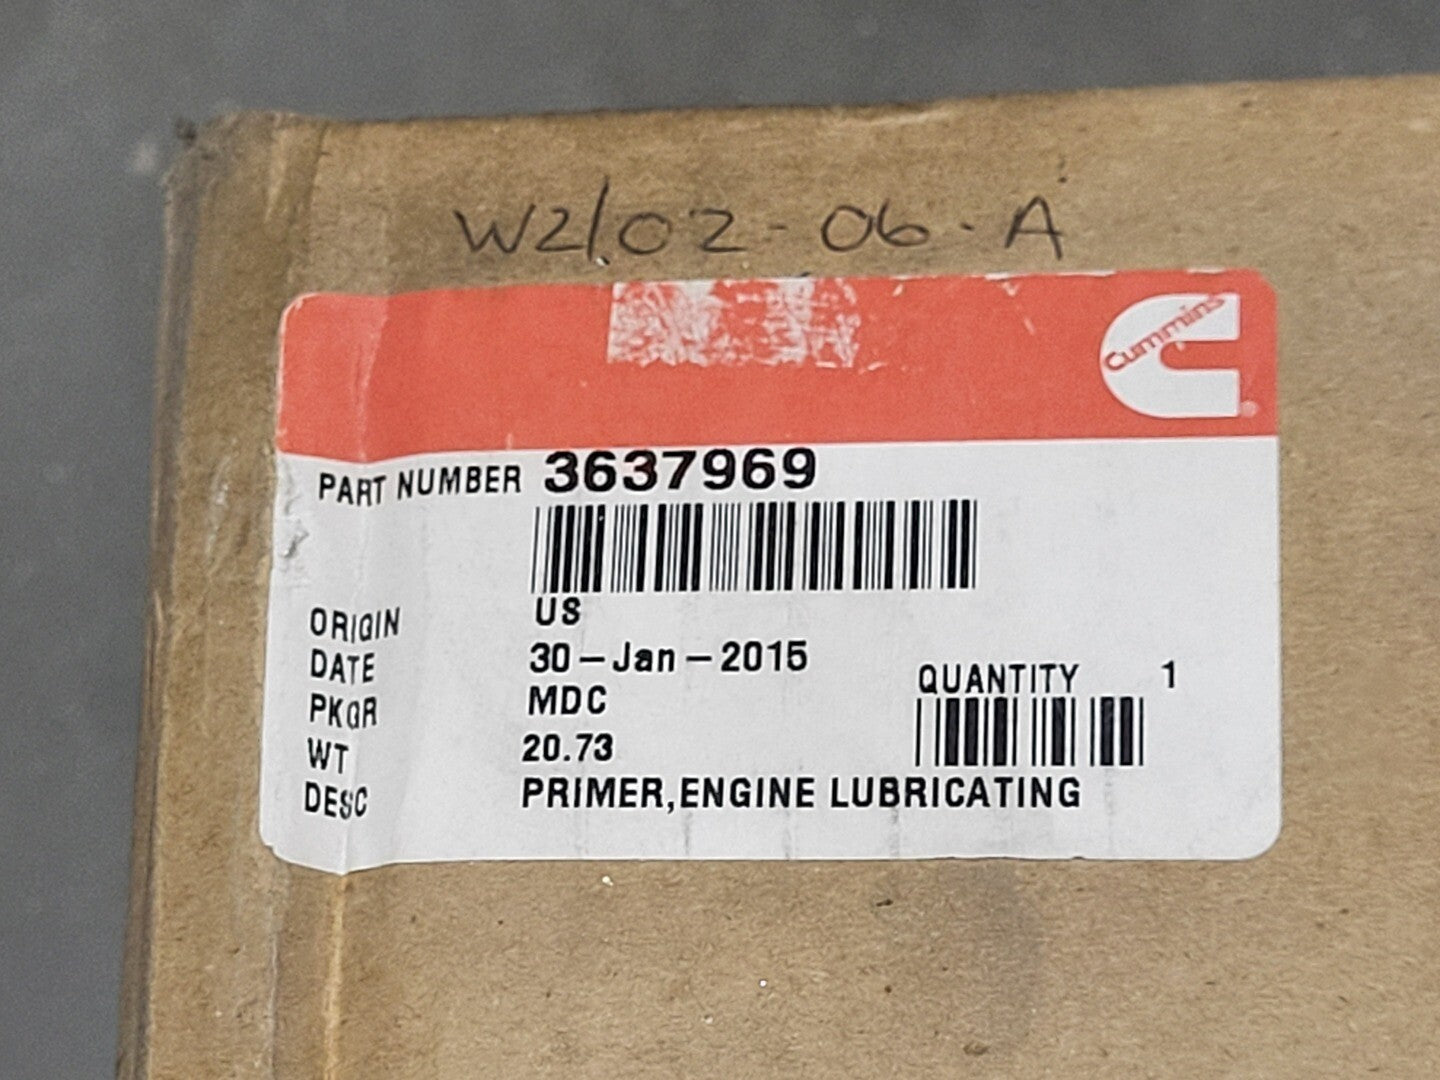 W2/02-06-A
Cummins
PART NUMBER 3637969
ORIGIN US
DATE 30-Jan-2015
PKGR MDC
QUANTITY 1
WT 20.73
DESC PRIMER,ENGINE LUBRICATING